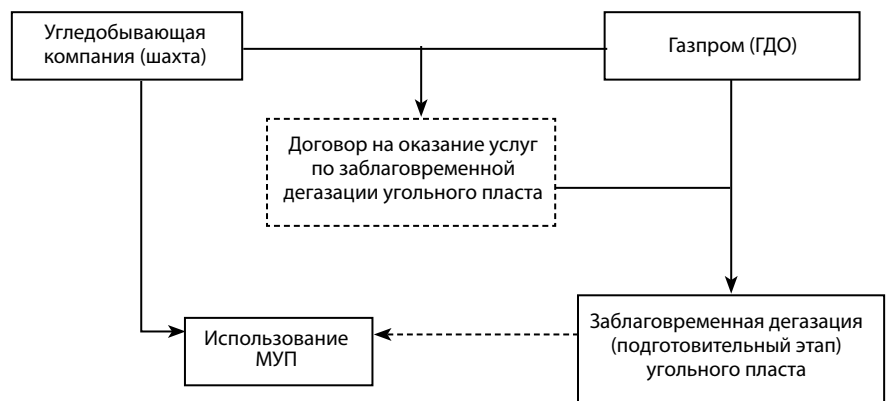 Угледобывающая
компания (шахта)
Газпром (ГДО)
Договор на оказание услуг
по заблаговременной
дегазации угольного пласта
Использование
МУП
Заблаговременная дегазация
(подготовительный этап)
угольного пласта